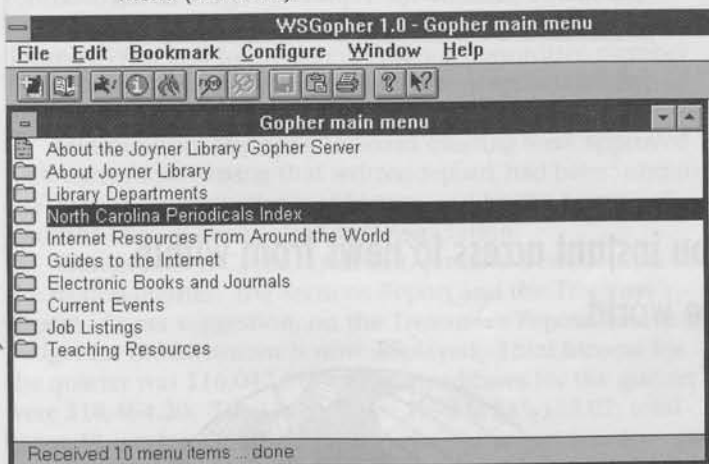 WSGopher 1.0 - Gopher main menu
File Edit Bookmark Configure Window Help
Gopher main menu
About the Joyner Library Gopher Server
About Joyner Library
Library Departments
North Carolina Periodicals Index
Internet Resources From Around the World
Guides to the Internet
Electronic Books and Journals
Current Events
Job Listings
Teaching Resources
Received 10 menu items ... done